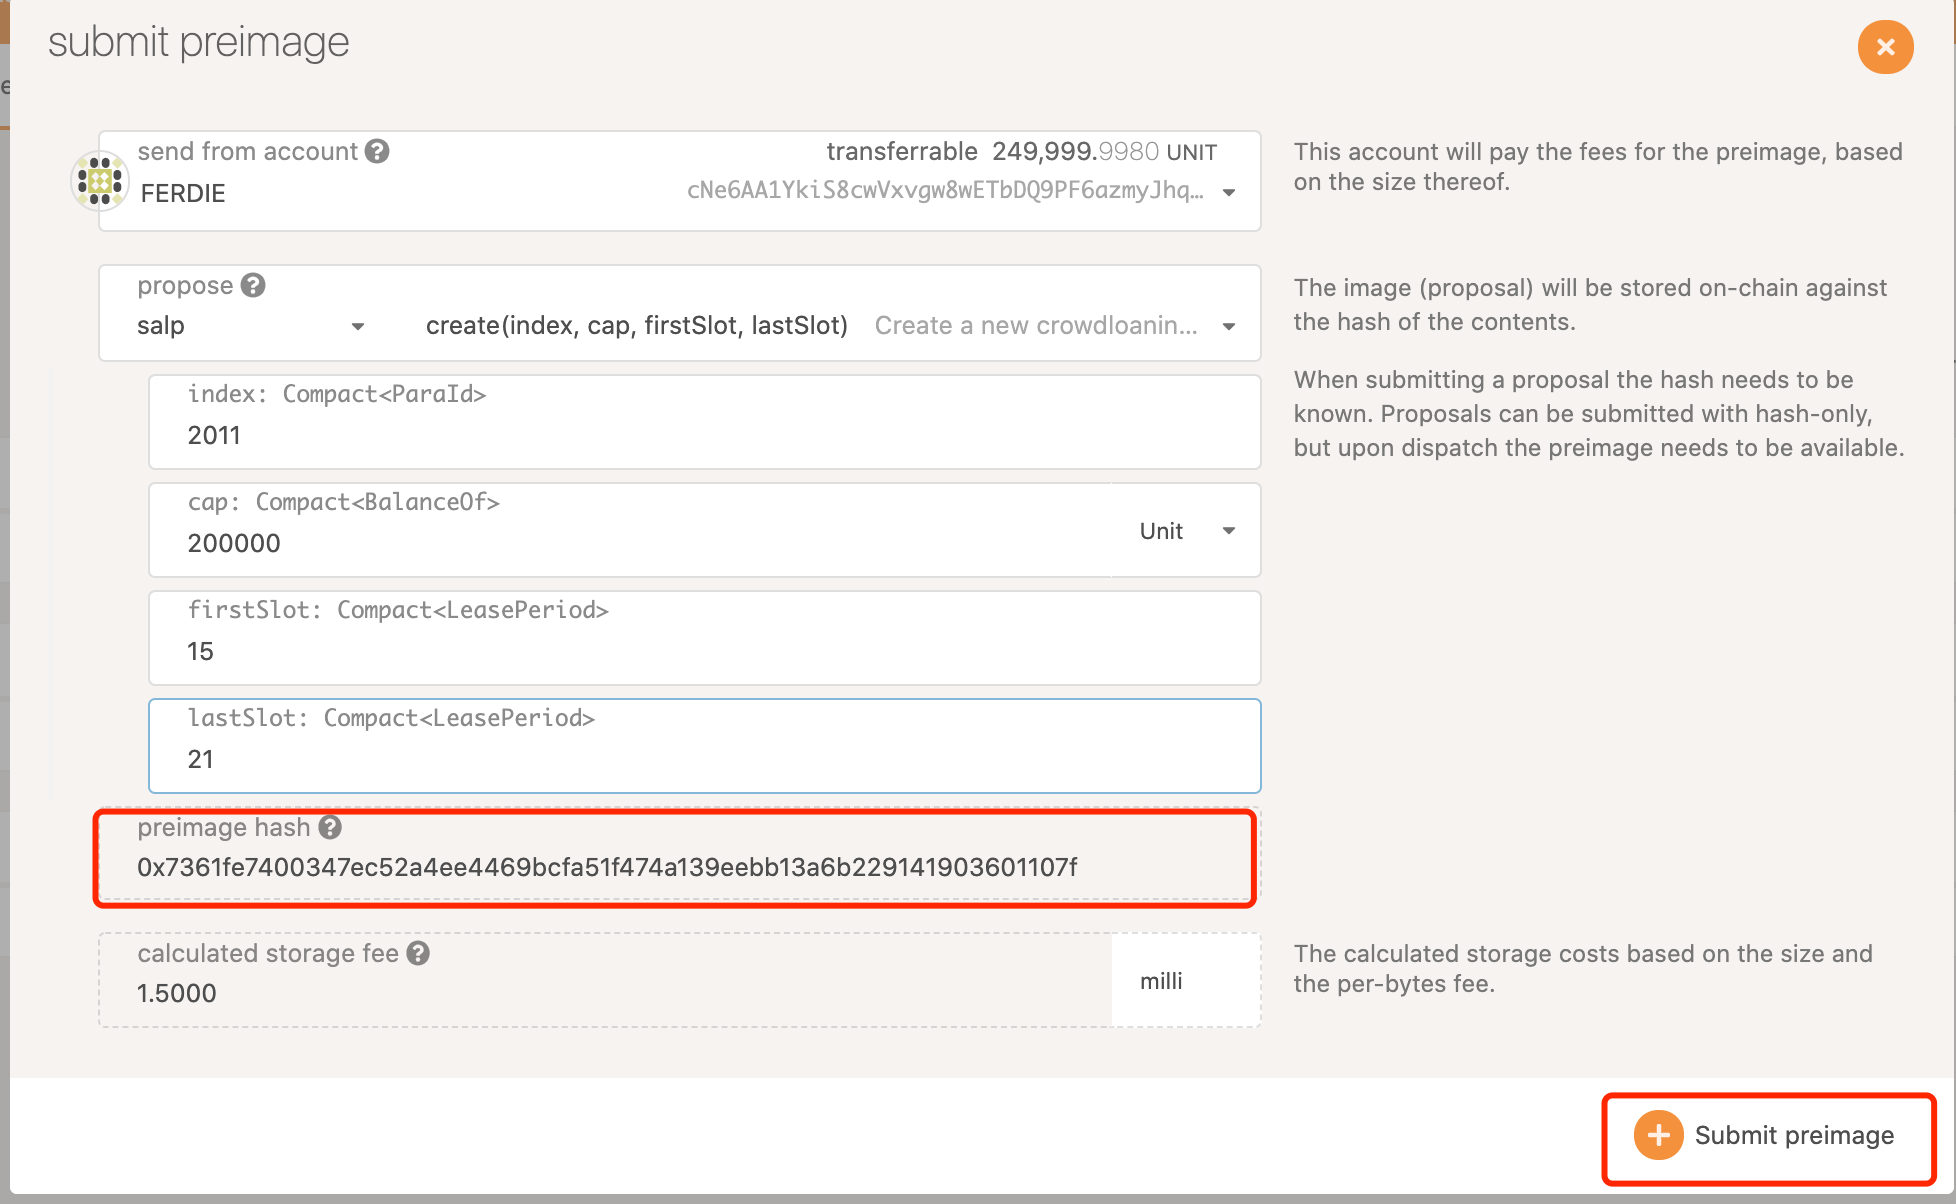 submit preimage
e
send from account
transferrable 249,999.9980 UNIT
FERDIE
cNe6AA1YkiS8cwVxvgw8wETbDQ9PF6azmyJhq…
This account will pay the fees for the preimage, based
on the size thereof.
propose
salp
create(index, cap, firstSlot, lastSlot) Create a new crowdloanin…
The image (proposal) will be stored on-chain against
the hash of the contents.
When submitting a proposal the hash needs to be
known. Proposals can be submitted with hash-only,
but upon dispatch the preimage needs to be available.
index: Compact<ParaId>
2011
cap: Compact<BalanceOf>
200000
Unit
firstSlot: Compact<LeasePeriod>
15
lastSlot: Compact<LeasePeriod>
21
preimage hash
0x7361fe7400347ec52a4ee4469bcfa51f474a139eebb13a6b229141903601107f
calculated storage fee
1.5000
milli
The calculated storage costs based on the size and
the per-bytes fee.
Submit preimage